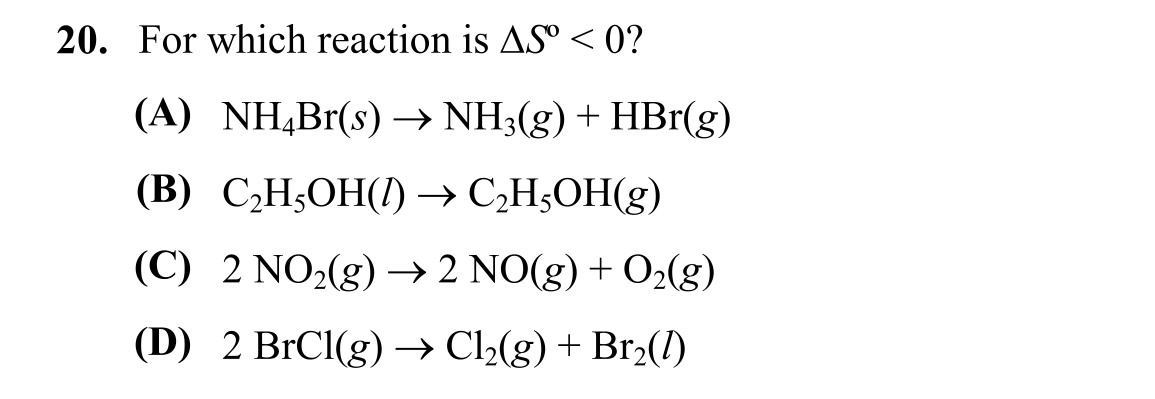 20. For which reaction is ΔSº < 0?
(A) NH₄Br(s) → NH₃(g) + HBr(g)
(B) C₂H₅OH(l) → C₂H₅OH(g)
(C) 2 NO₂(g) → 2 NO(g) + O₂(g)
(D) 2 BrCl(g) → Cl₂(g) + Br₂(l)